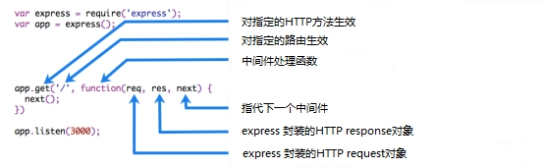 var express = require('express');
var app = express();
对指定的HTTP方法生效
对指定的路由生效
中间件处理函数
app.get('/', function(req, res, next) {
next();
})
指代下一个中间件
app.listen(3000);
express 封装的HTTP response对象
express 封装的HTTP request对象